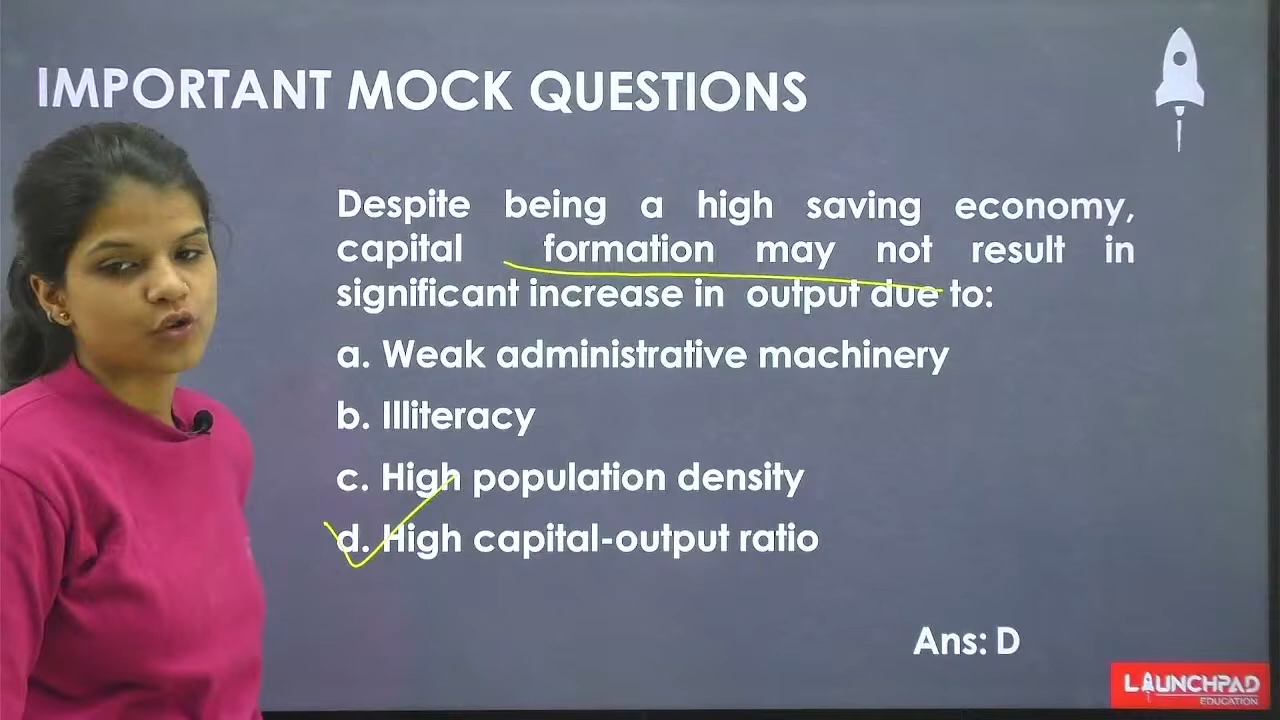 IMPORTANT MOCK QUESTIONS
Despite being a high saving economy,
capital formation may not result in
significant increase in output due to:
a. Weak administrative machinery
b. Illiteracy
c. High population density
d. High capital-output ratio
Ans: D
LAUNCHPAD
EDUCATION